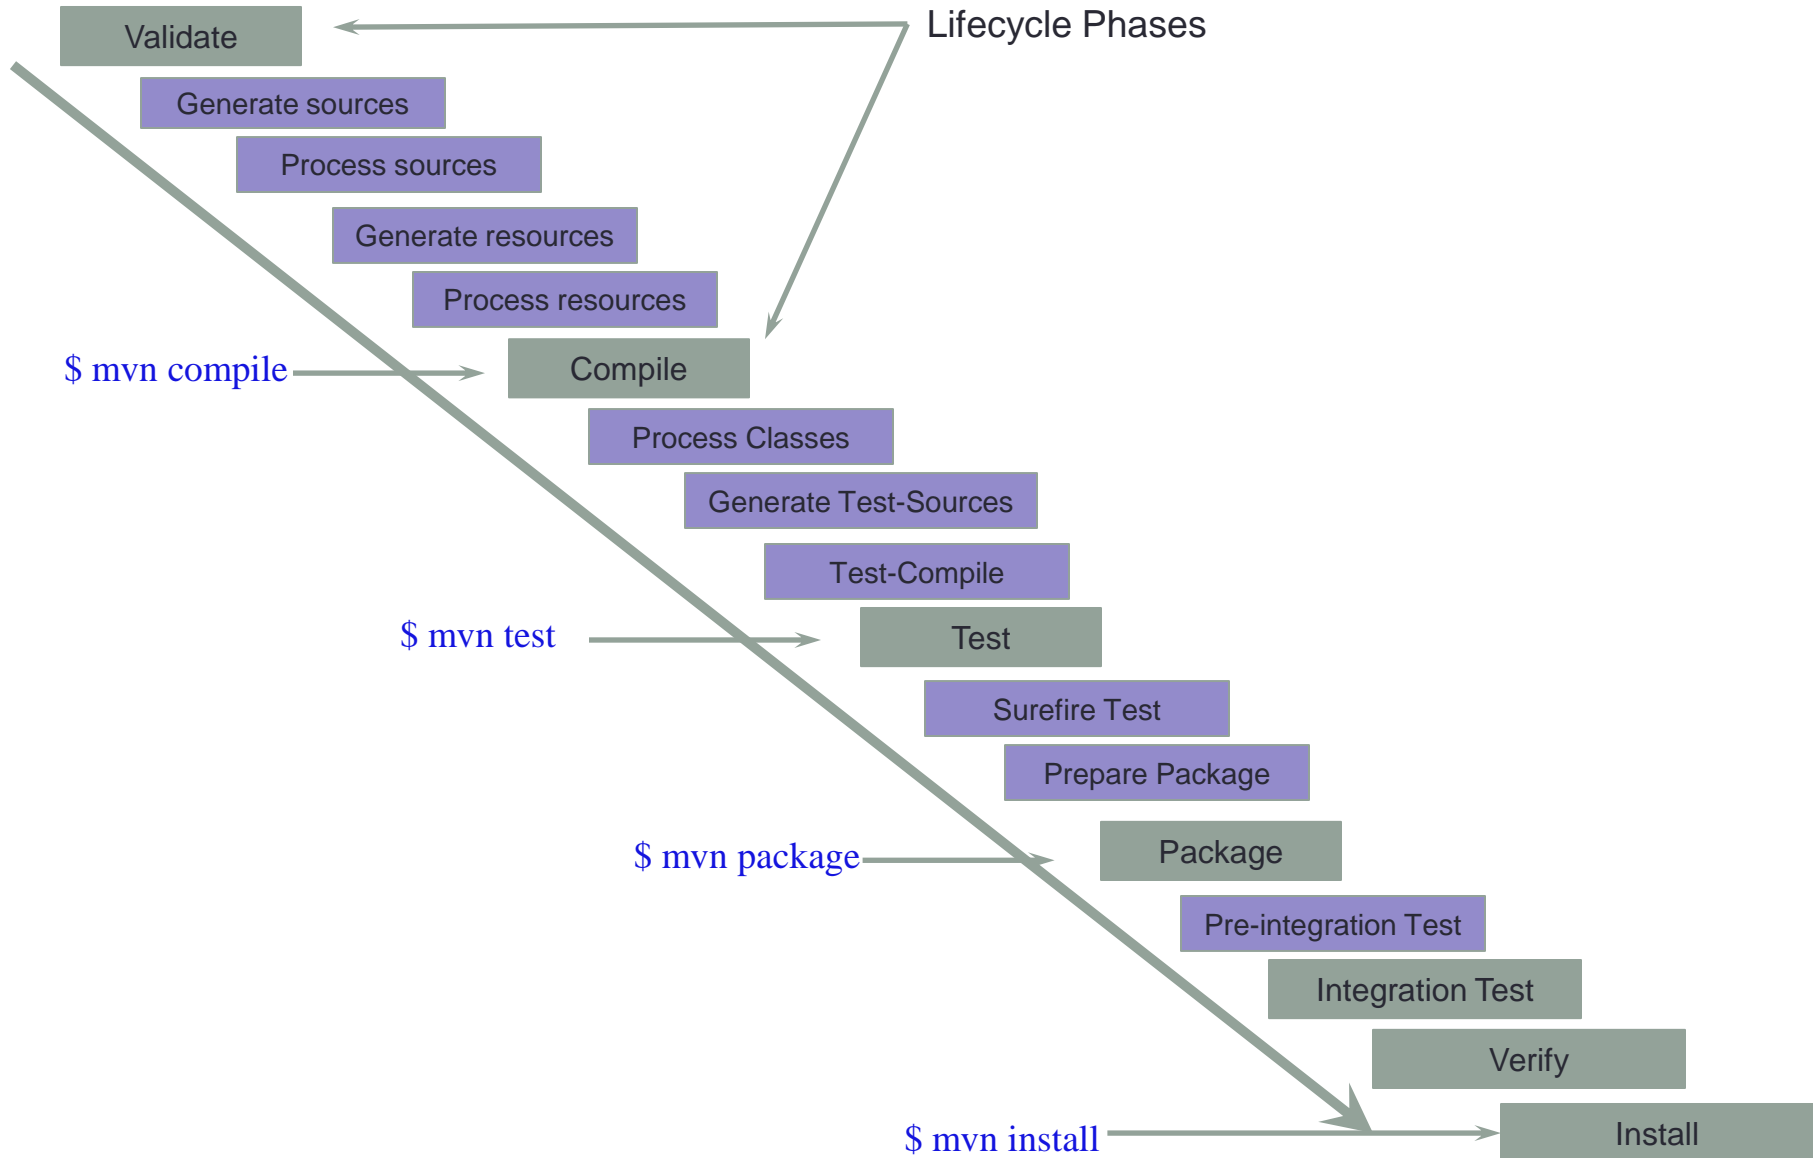 Validate
Lifecycle Phases
Generate sources
Process sources
Generate resources
Process resources
$ mvn compile
Compile
Process Classes
Generate Test-Sources
Test-Compile
$ mvn test
Test
Surefire Test
Prepare Package
$ mvn package
Package
Pre-integration Test
Integration Test
Verify
$ mvn install
Install